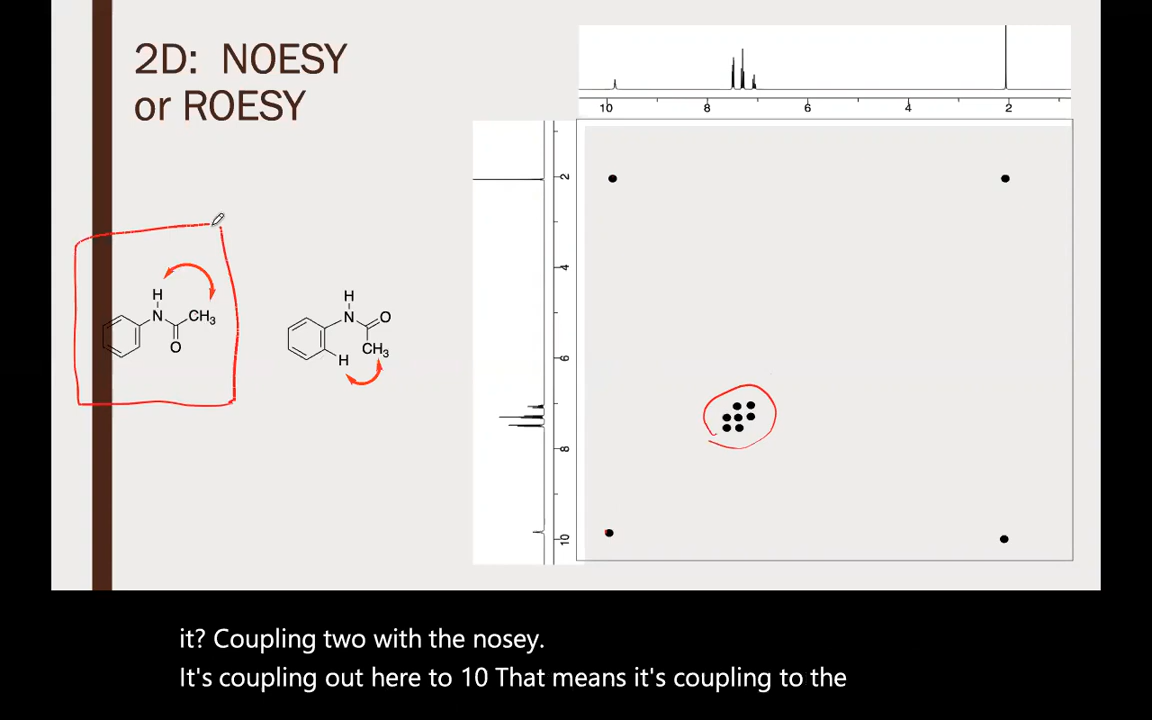 2D: NOESY
or ROESY
10 8 6 4 2
2
4
6
8
10
H
N
CH3
O
H
N
O
CH3
H
it? Coupling two with the nosey.
It's coupling out here to 10 That means it's coupling to the